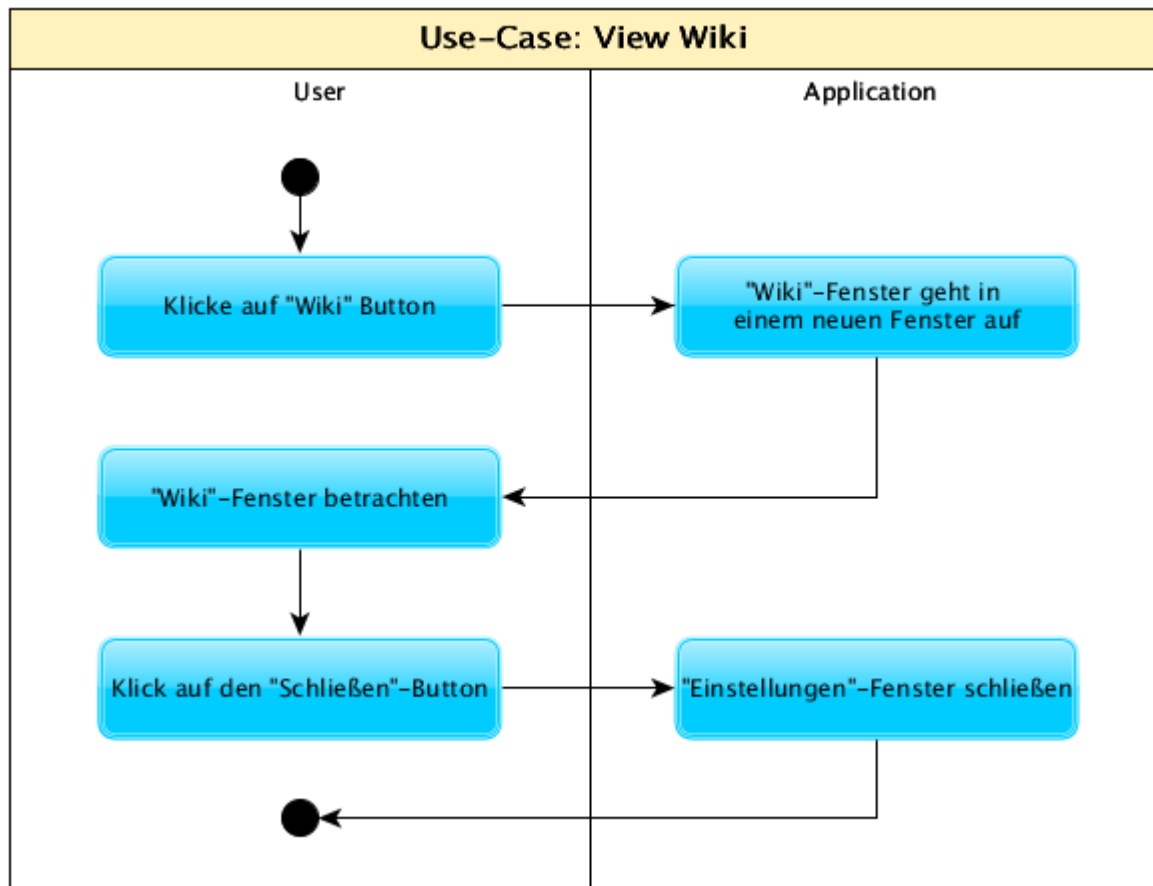 Use-Case: View Wiki
User
Application
Klicke auf "Wiki" Button
"Wiki"-Fenster geht in
einem neuen Fenster auf
"Wiki"-Fenster betrachten
Klick auf den "Schließen"-Button
"Einstellungen"-Fenster schließen